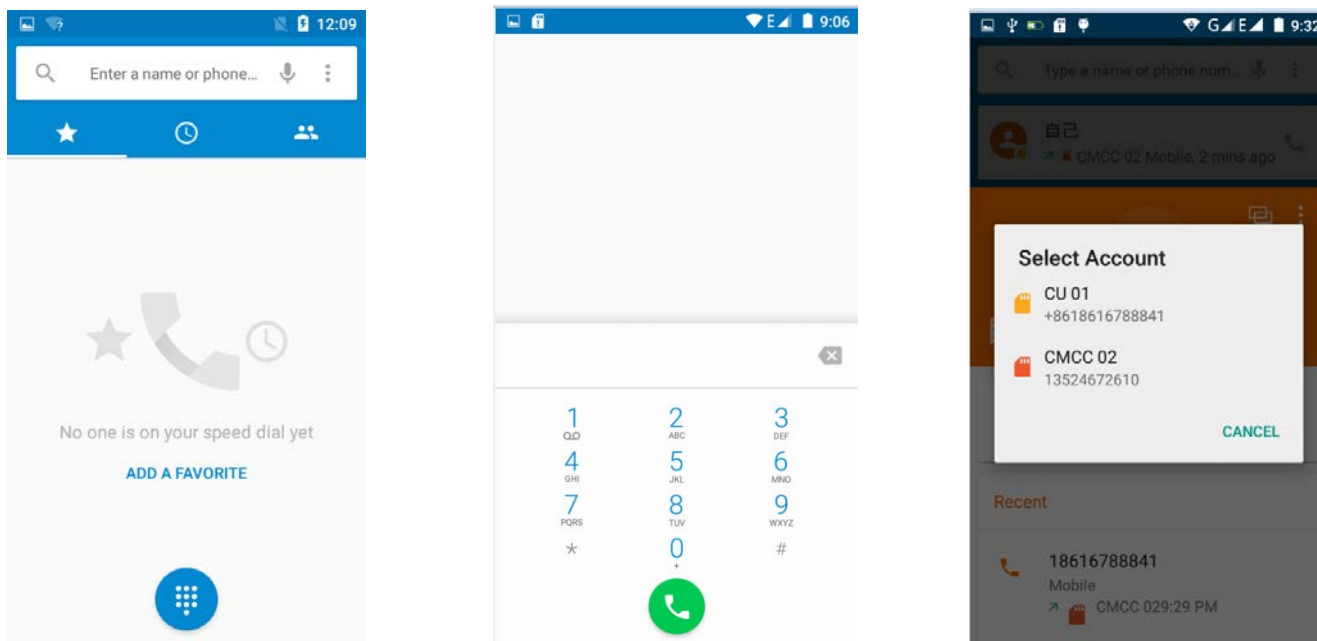 12:09
Enter a name or phone...
No one is on your speed dial yet
ADD A FAVORITE
E 9:06
1 2 3
ABC DEF
4 5 6
GHI JKL MNO
7 8 9
PQRS TUV WXYZ
* 0 #
+
G E 9:32
Type a name or phone num...
自己
CMCC 02 Mobile, 2 mins ago
Select Account
CU 01
+8618616788841
CMCC 02
13524672610
CANCEL
Recent
18616788841
Mobile
CMCC 029:29 PM